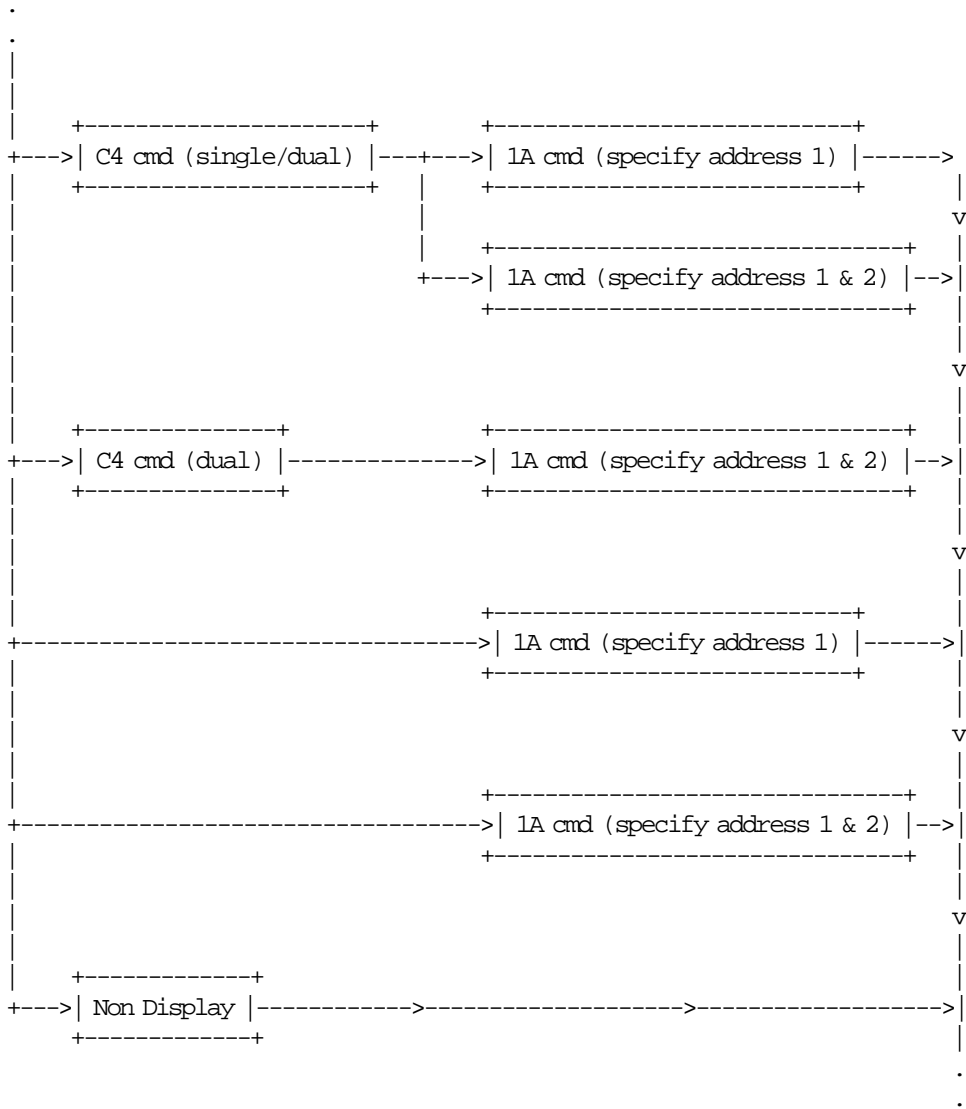 C4 cmd (single/dual) 1A cmd (specify address 1)
1A cmd (specify address 1 & 2)
C4 cmd (dual) 1A cmd (specify address 1 & 2)
1A cmd (specify address 1)
1A cmd (specify address 1 & 2)
Non Display